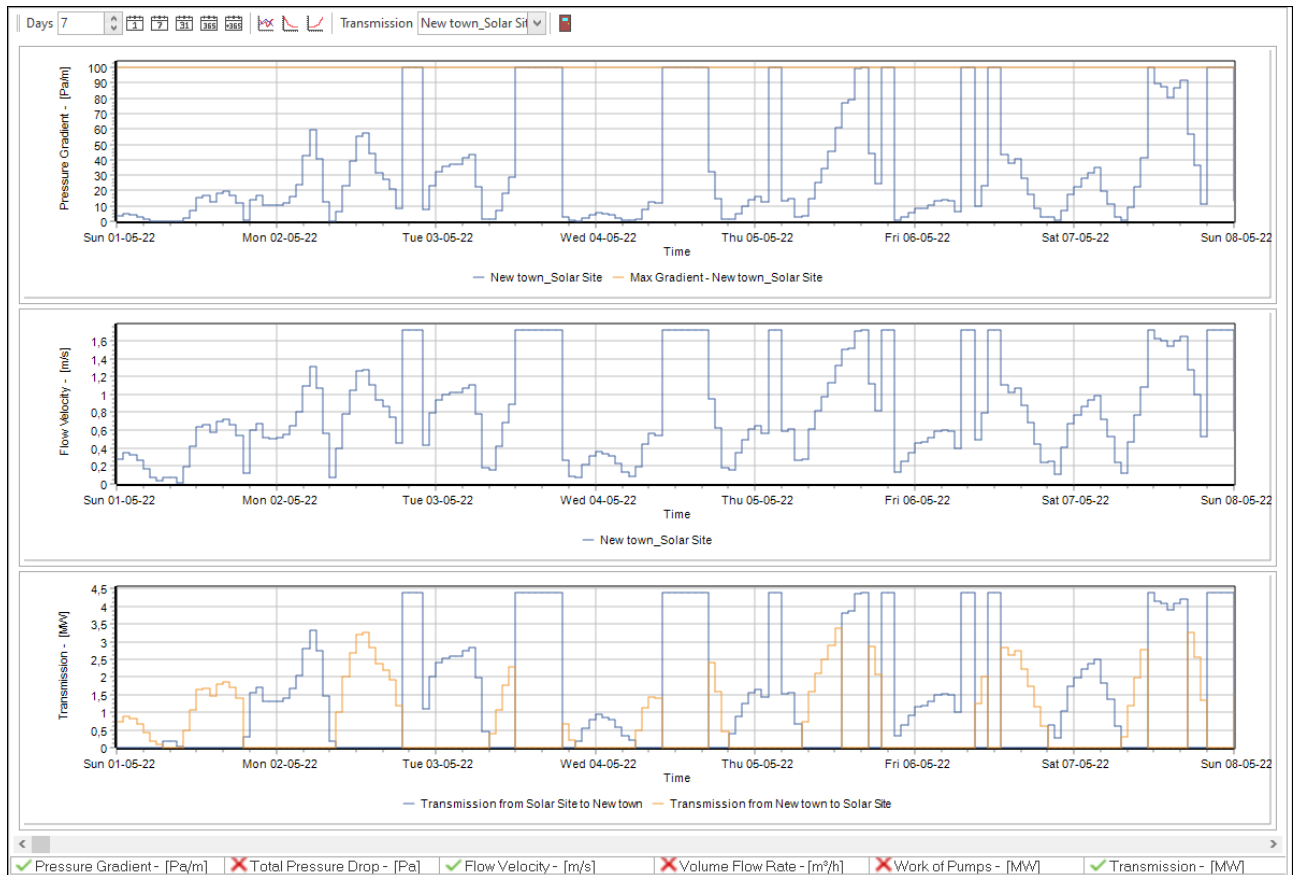 Days 7 1 7 31 365 +365 Transmission New town_Solar Sit
Pressure Gradient - [Pa/m]
100
90
80
70
60
50
40
30
20
10
0
Sun 01-05-22 Mon 02-05-22 Tue 03-05-22 Wed 04-05-22 Thu 05-05-22 Fri 06-05-22 Sat 07-05-22 Sun 08-05-22
Time
New town_Solar Site Max Gradient - New town_Solar Site
Flow Velocity - [m/s]
1,6
1,4
1,2
1
0,8
0,6
0,4
0,2
0
Sun 01-05-22 Mon 02-05-22 Tue 03-05-22 Wed 04-05-22 Thu 05-05-22 Fri 06-05-22 Sat 07-05-22 Sun 08-05-22
Time
New town_Solar Site
Transmission - [MW]
4,5
4
3,5
3
2,5
2
1,5
1
0,5
0
Sun 01-05-22 Mon 02-05-22 Tue 03-05-22 Wed 04-05-22 Thu 05-05-22 Fri 06-05-22 Sat 07-05-22 Sun 08-05-22
Time
Transmission from Solar Site to New town Transmission from New town to Solar Site
Pressure Gradient - [Pa/m] Total Pressure Drop - [Pa] Flow Velocity - [m/s] Volume Flow Rate - [m³/h] Work of Pumps - [MW] Transmission - [MW]